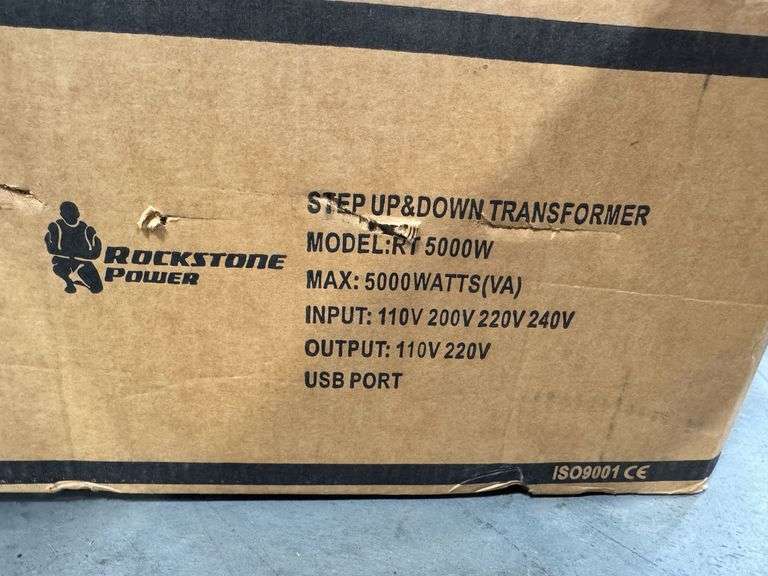 ROCKSTONE
POWER
STEP UP&DOWN TRANSFORMER
MODEL:RT 5000W
MAX: 5000WATTS(VA)
INPUT: 110V 200V 220V 240V
OUTPUT: 110V 220V
USB PORT
ISO9001 CE